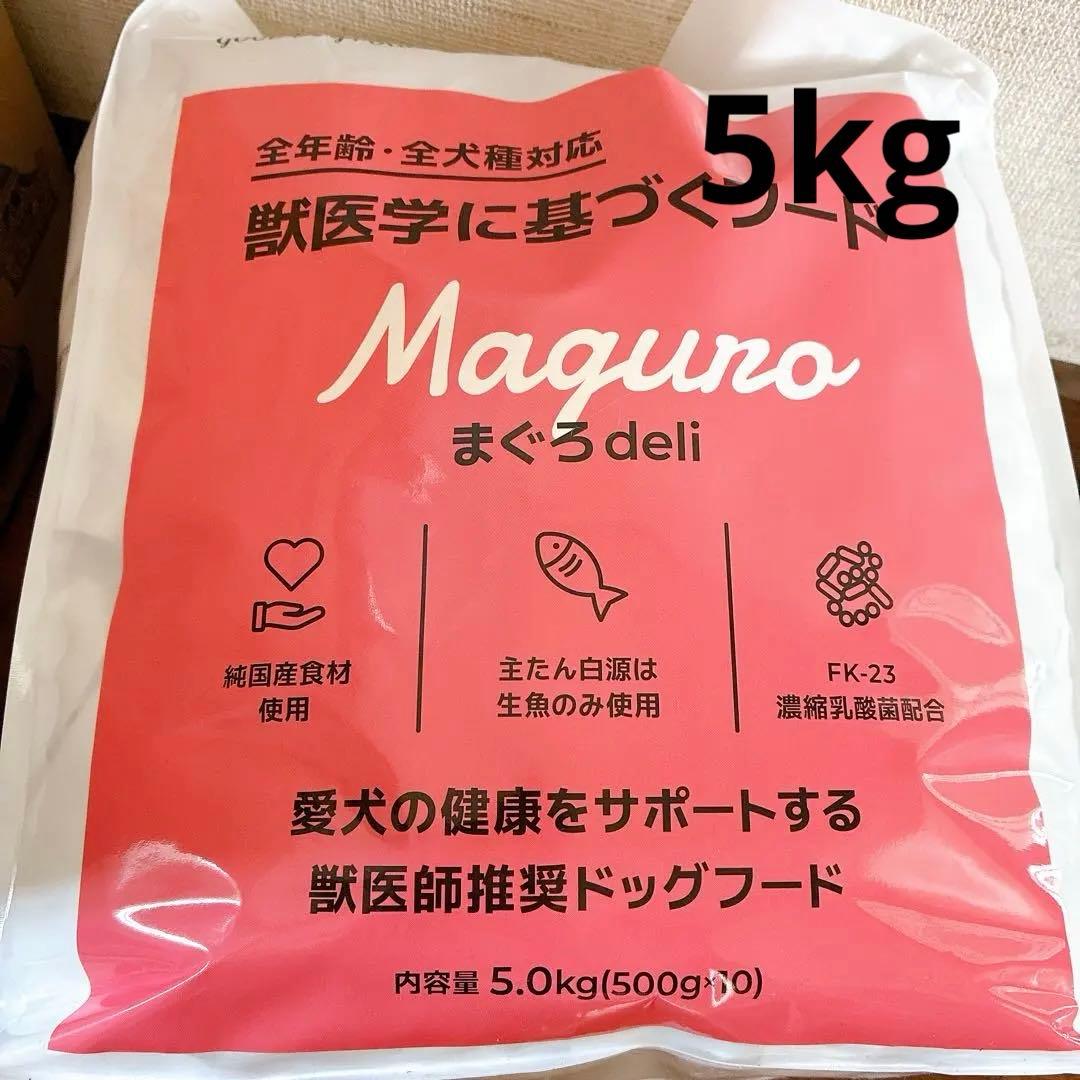 5kg
全年齢・全犬種対応
獣医学に基づくフード
Maguro
まぐろdeli
純国産食材
使用
主たん白源は
生魚のみ使用
FK-23
濃縮乳酸菌配合
愛犬の健康をサポートする
獣医師推奨ドッグフード
内容量 5.0kg(500g×10)